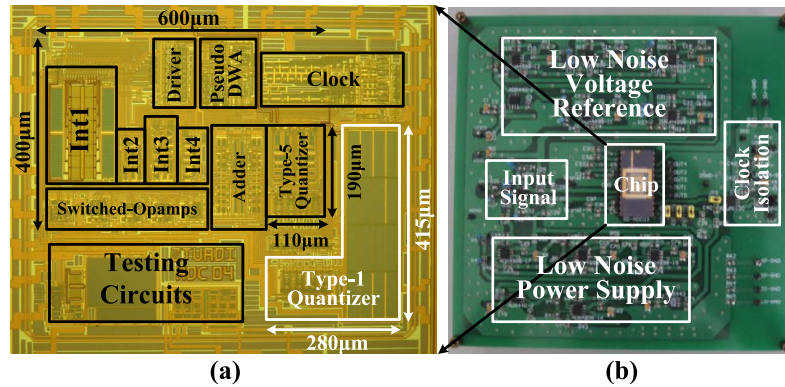 600μm
400μm
Driver
Pseudo
DWA
Clock
Int1
Int2
Int3
Int4
Adder
Type-5
Quantizer
190μm
415μm
Switched-Opamps
110μm
Testing
Circuits
Type-1
Quantizer
280μm
(a)
Low Noise
Voltage
Reference
Input
Signal
Chip
Clock
Isolation
Low Noise
Power Supply
(b)